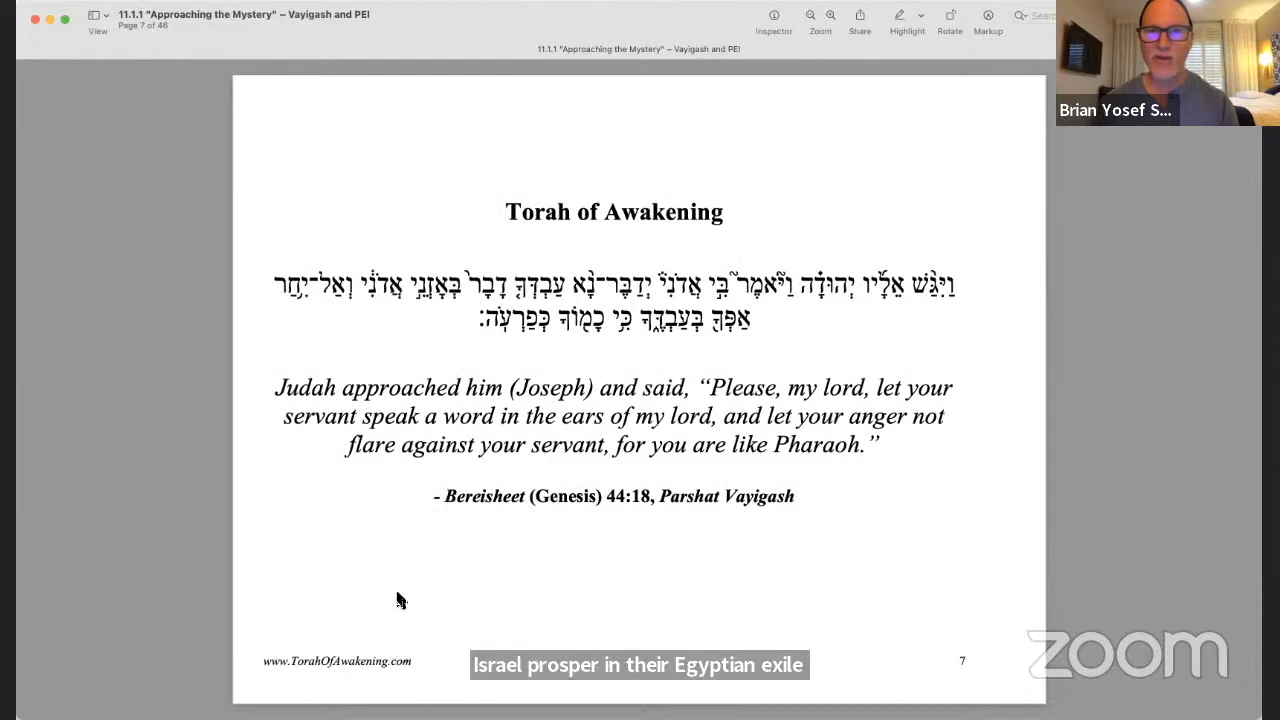 11.1.1 "Approaching the Mystery" – Vayigash and PEI
Page 7 of 46
View
Inspector
Zoom
Share
Highlight
Rotate
Markup
Search
11.1.1 "Approaching the Mystery" – Vayigash and PEI
Brian Yosef S...
Torah of Awakening
וַיִּגַּ֨שׁ אֵלָ֜יו יְהוּדָ֗ה וַיֹּ֘אמֶר֮ בִּ֣י אֲדֹנִי֒ יְדַבֶּר־נָ֨א עַבְדְּךָ֤ דָבָר֙ בְּאׇזְנֵ֣י אֲדֹנִ֔י וְאַל־יִ֥חַר
אַפְּךָ֖ בְּעַבְדֶּ֑ךָ כִּ֥י כָמ֖וֹךָ כְּפַרְעֹֽה׃
Judah approached him (Joseph) and said, “Please, my lord, let your
servant speak a word in the ears of my lord, and let your anger not
flare against your servant, for you are like Pharaoh.”
- Bereisheet (Genesis) 44:18, Parshat Vayigash
www.TorahOfAwakening.com
7
Israel prosper in their Egyptian exile
zoom